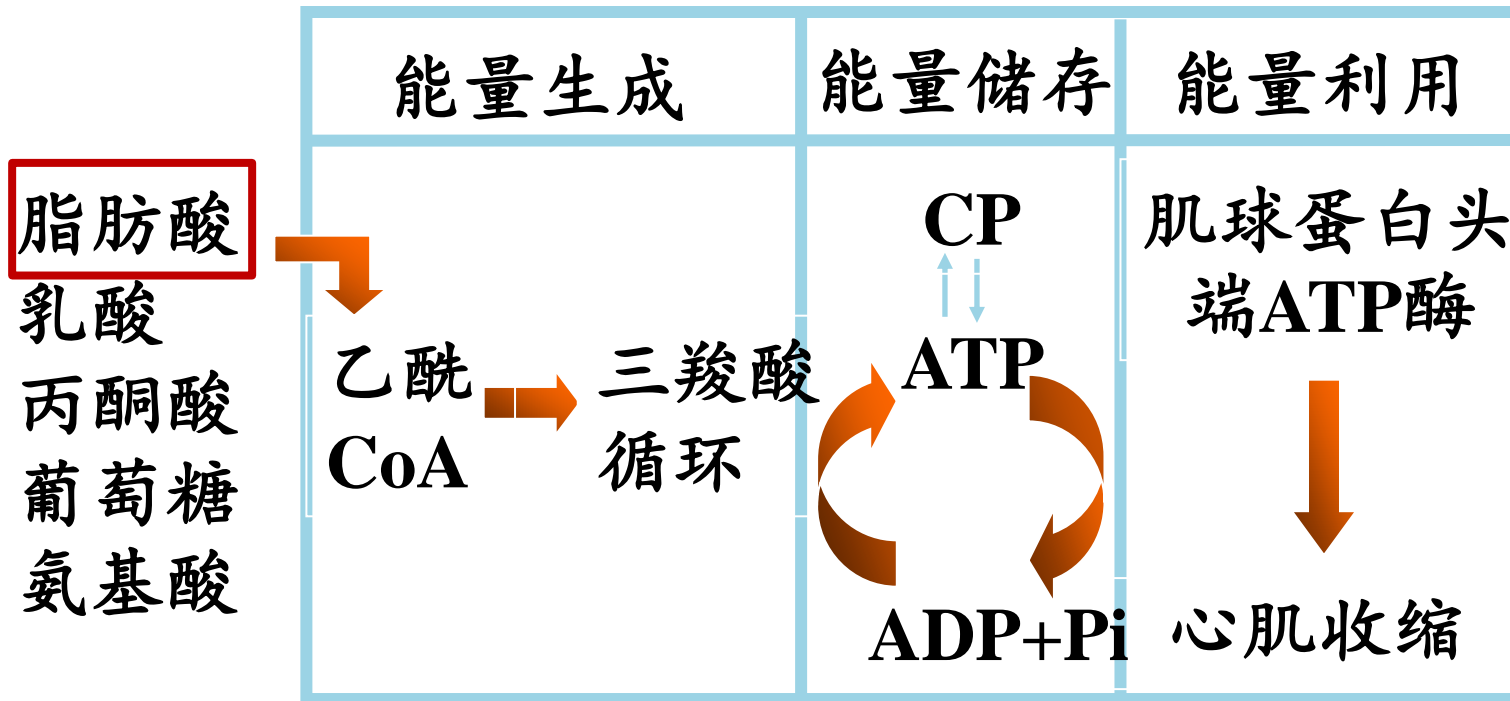 能量生成
能量储存
能量利用
脂肪酸
乳酸
丙酮酸
葡萄糖
氨基酸
乙酰
CoA
三羧酸
循环
CP
ATP
ADP+Pi
肌球蛋白头
端ATP酶
心肌收缩